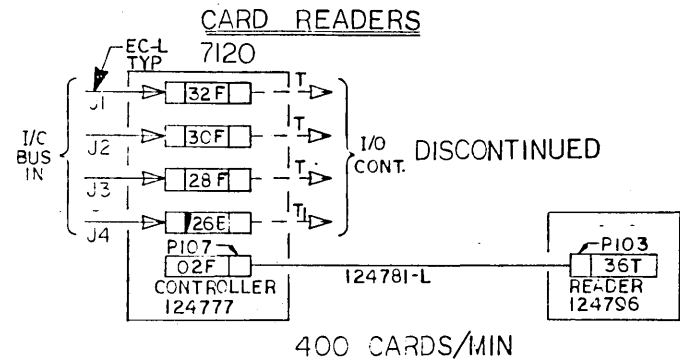 CARD READERS
7120
EC-L
TYP
J1
32F
T
I/C
BUS
IN
J2
30F
T
I/O
CONT.
DISCONTINUED
J3
28F
T
J4
26E
T1
P107
02F
CONTROLLER
124777
124781-L
P103
36T
READER
124796
400 CARDS/MIN